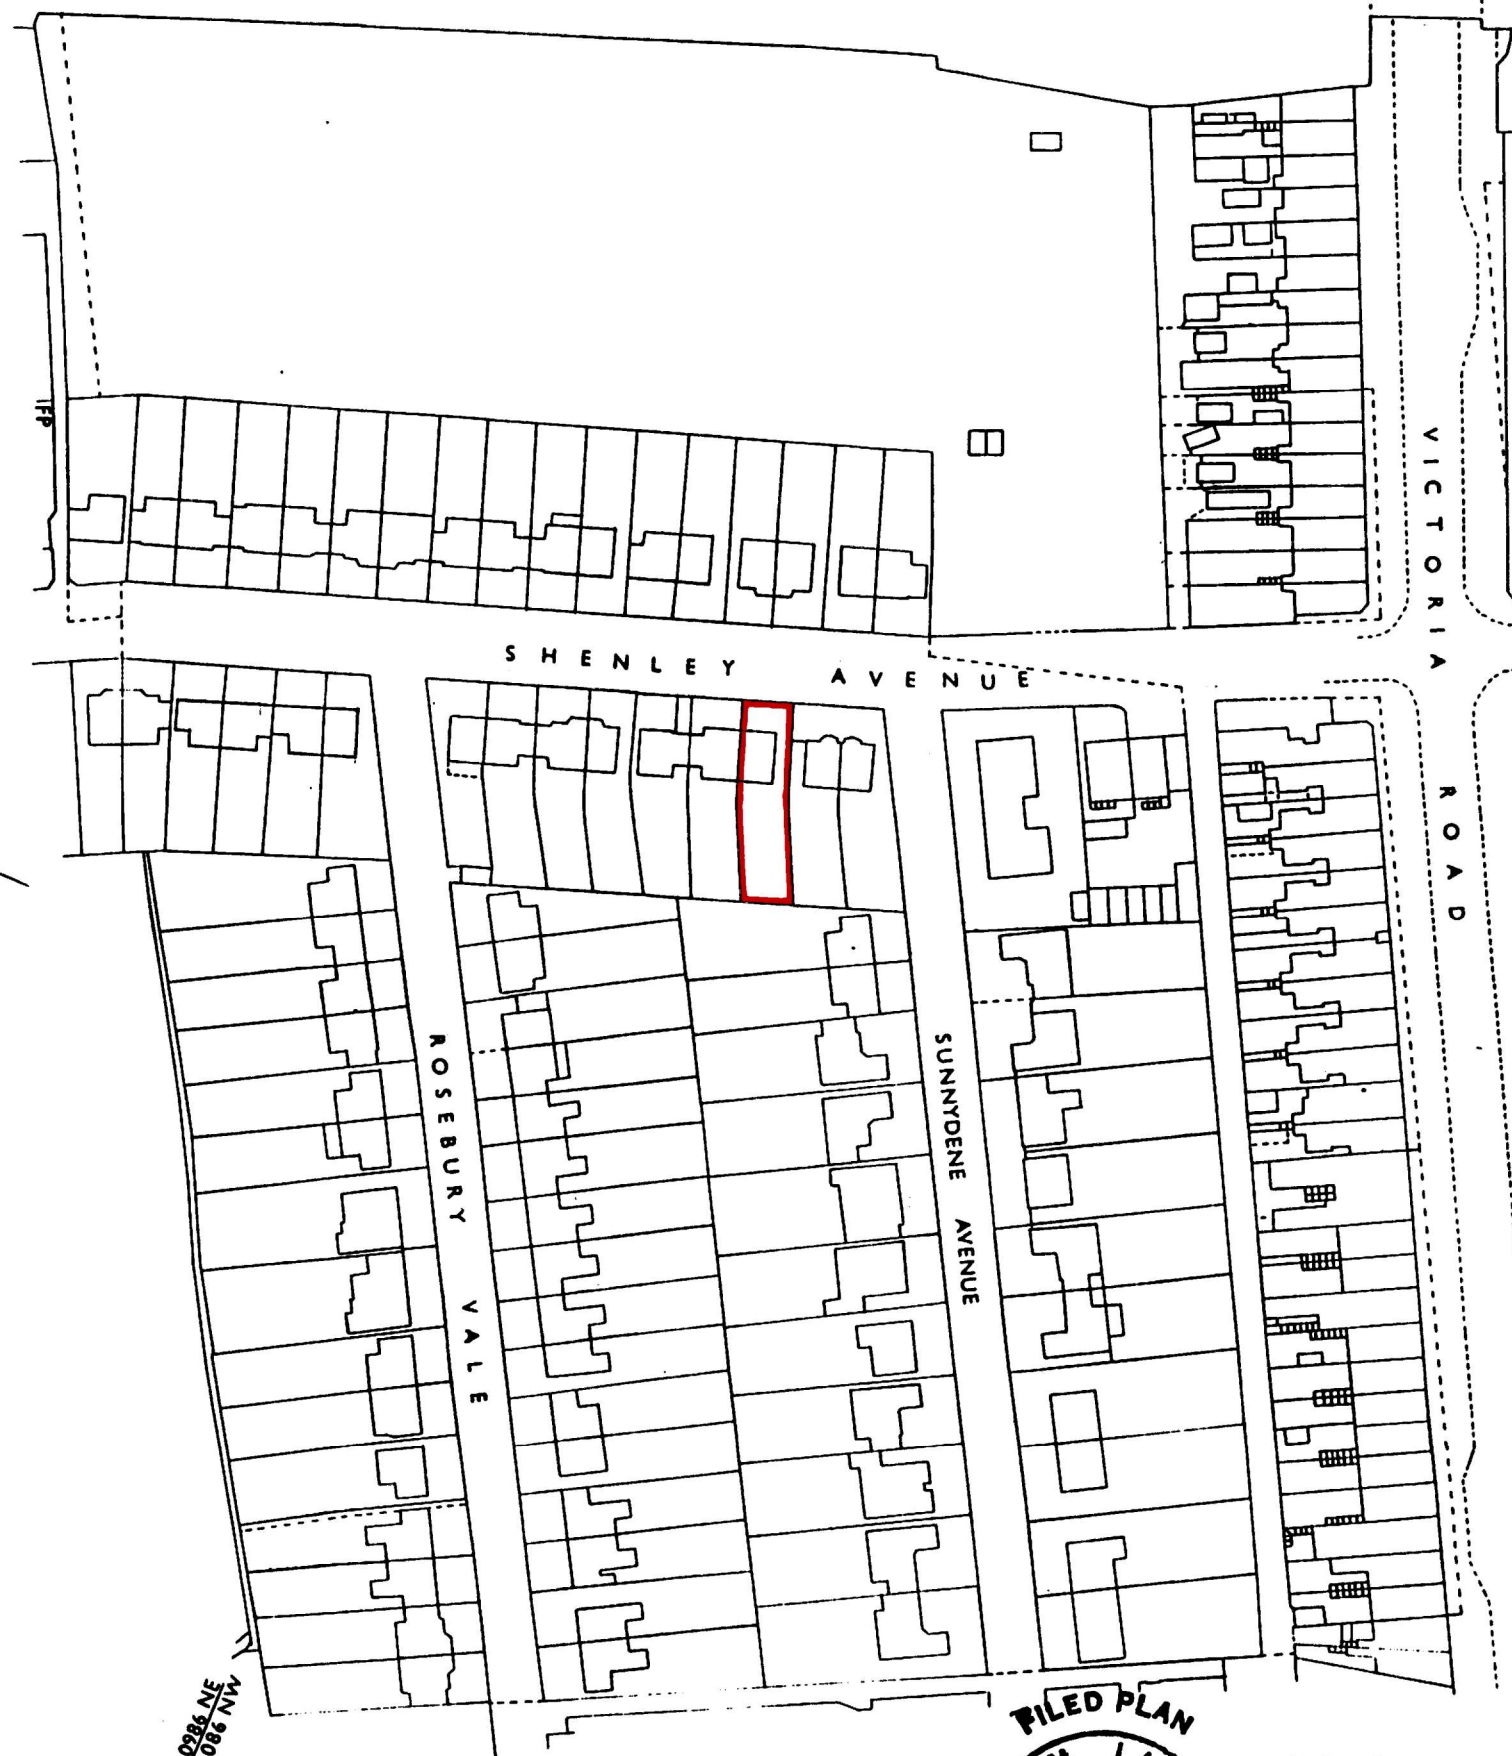 FP
VICTORIA
ROAD
SHENLEY AVENUE
ROSEBURY VALE
SUNNYDENE AVENUE
0986 NE
086 NW
FILED PLAN